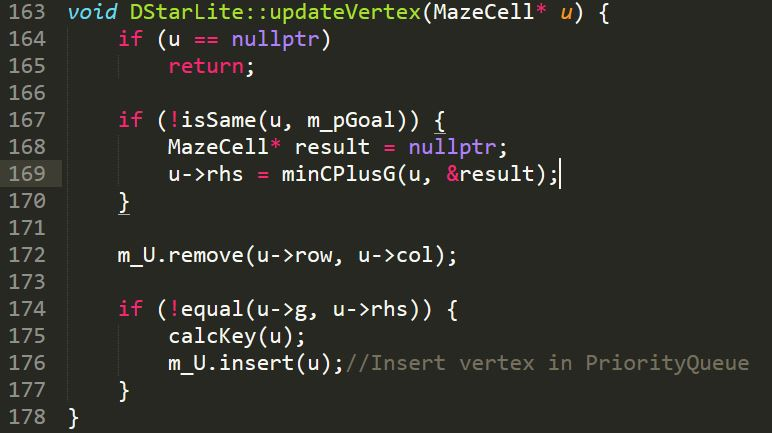 163 void DStarLite::updateVertex(MazeCell* u) {
164     if (u == nullptr)
165         return;
166
167     if (!isSame(u, m_pGoal)) {
168         MazeCell* result = nullptr;
169         u->rhs = minCPlusG(u, &result);
170     }
171
172     m_U.remove(u->row, u->col);
173
174     if (!equal(u->g, u->rhs)) {
175         calcKey(u);
176         m_U.insert(u);//Insert vertex in PriorityQueue
177     }
178 }